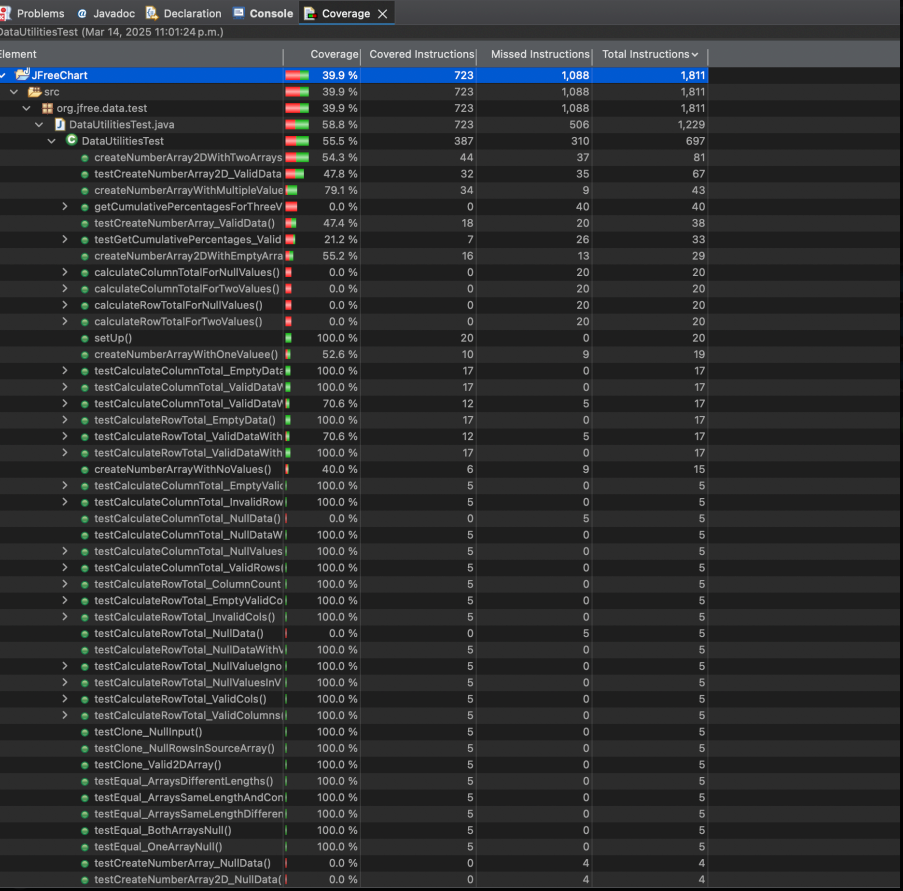 Problems @ Javadoc Declaration Console Coverage
DataUtilitiesTest (Mar 14, 2025 11:01:24 p.m.)
Element Coverage Covered Instructions Missed Instructions Total Instructions
JFreeChart 39.9 % 723 1,088 1,811
src 39.9 % 723 1,088 1,811
org.jfree.data.test 39.9 % 723 1,088 1,811
DataUtilitiesTest.java 58.8 % 723 506 1,229
DataUtilitiesTest 55.5 % 387 310 697
createNumberArray2DWithTwoArrays 54.3 % 44 37 81
testCreateNumberArray2D_ValidData 47.8 % 32 35 67
createNumberArrayWithMultipleValue 79.1 % 34 9 43
getCumulativePercentagesForThreeV 0.0 % 0 40 40
testCreateNumberArray_ValidData() 47.4 % 18 20 38
testGetCumulativePercentages_Valid 21.2 % 7 26 33
createNumberArray2DWithEmptyArra 55.2 % 16 13 29
calculateColumnTotalForNullValues() 0.0 % 0 20 20
calculateColumnTotalForTwoValues() 0.0 % 0 20 20
calculateRowTotalForNullValues() 0.0 % 0 20 20
calculateRowTotalForTwoValues() 0.0 % 0 20 20
setUp() 100.0 % 20 0 20
createNumberArrayWithOneValuee() 52.6 % 10 9 19
testCalculateColumnTotal_EmptyData 100.0 % 17 0 17
testCalculateColumnTotal_ValidDataW 100.0 % 17 0 17
testCalculateColumnTotal_ValidDataW 70.6 % 12 5 17
testCalculateRowTotal_EmptyData() 100.0 % 17 0 17
testCalculateRowTotal_ValidDataWith 70.6 % 12 5 17
testCalculateRowTotal_ValidDataWith 100.0 % 17 0 17
createNumberArrayWithNoValues() 40.0 % 6 9 15
testCalculateColumnTotal_EmptyValid 100.0 % 5 0 5
testCalculateColumnTotal_InvalidRow 100.0 % 5 0 5
testCalculateColumnTotal_NullData() 0.0 % 0 5 5
testCalculateColumnTotal_NullDataW 100.0 % 5 0 5
testCalculateColumnTotal_NullValues 100.0 % 5 0 5
testCalculateColumnTotal_ValidRows( 100.0 % 5 0 5
testCalculateRowTotal_ColumnCount 100.0 % 5 0 5
testCalculateRowTotal_EmptyValidCo 100.0 % 5 0 5
testCalculateRowTotal_InvalidCols() 100.0 % 5 0 5
testCalculateRowTotal_NullData() 0.0 % 0 5 5
testCalculateRowTotal_NullDataWithV 100.0 % 5 0 5
testCalculateRowTotal_NullValueIgno 100.0 % 5 0 5
testCalculateRowTotal_NullValuesInV 100.0 % 5 0 5
testCalculateRowTotal_ValidCols() 100.0 % 5 0 5
testCalculateRowTotal_ValidColumns( 100.0 % 5 0 5
testClone_NullInput() 100.0 % 5 0 5
testClone_NullRowsInSourceArray() 100.0 % 5 0 5
testClone_Valid2DArray() 100.0 % 5 0 5
testEqual_ArraysDifferentLengths() 100.0 % 5 0 5
testEqual_ArraysSameLengthAndCon 100.0 % 5 0 5
testEqual_ArraysSameLengthDifferen 100.0 % 5 0 5
testEqual_BothArraysNull() 100.0 % 5 0 5
testEqual_OneArrayNull() 100.0 % 5 0 5
testCreateNumberArray_NullData() 0.0 % 0 4 4
testCreateNumberArray2D_NullData( 0.0 % 0 4 4